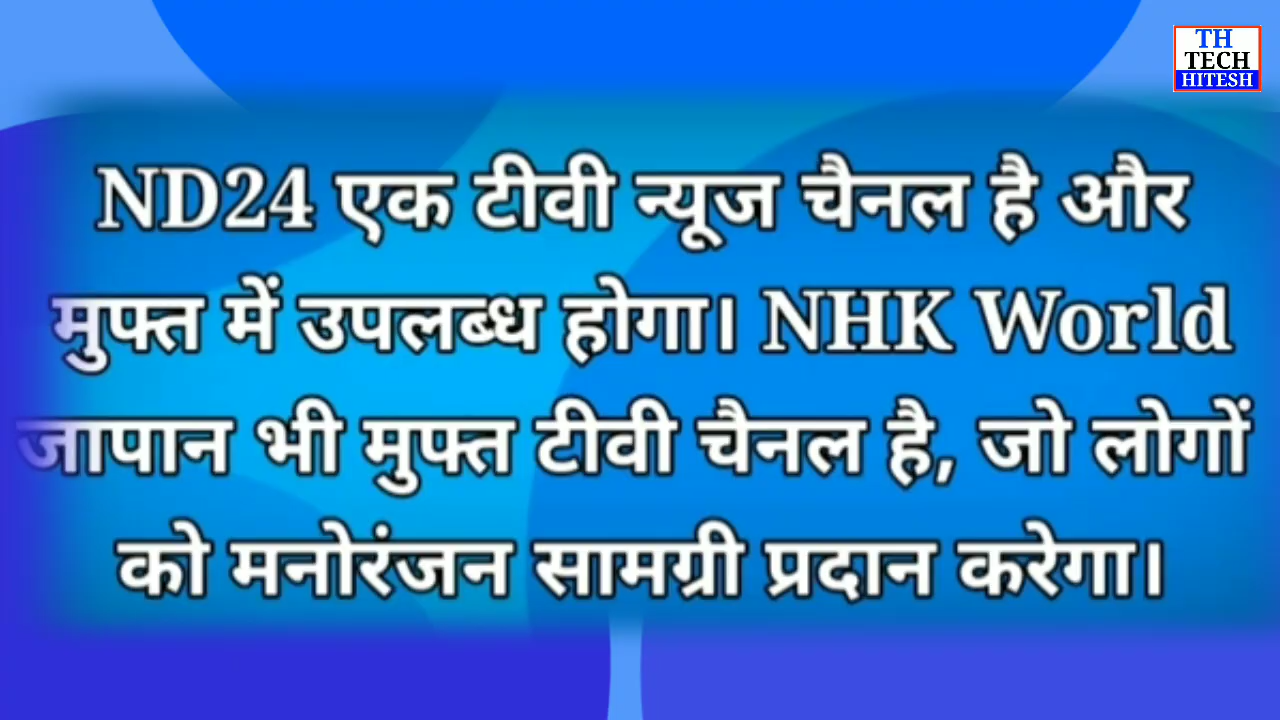 TH
TECH
HITESH
ND24 एक टीवी न्यूज चैनल है और
मुफ्त में उपलब्ध होगा। NHK World
जापान भी मुफ्त टीवी चैनल है, जो लोगों
को मनोरंजन सामग्री प्रदान करेगा।